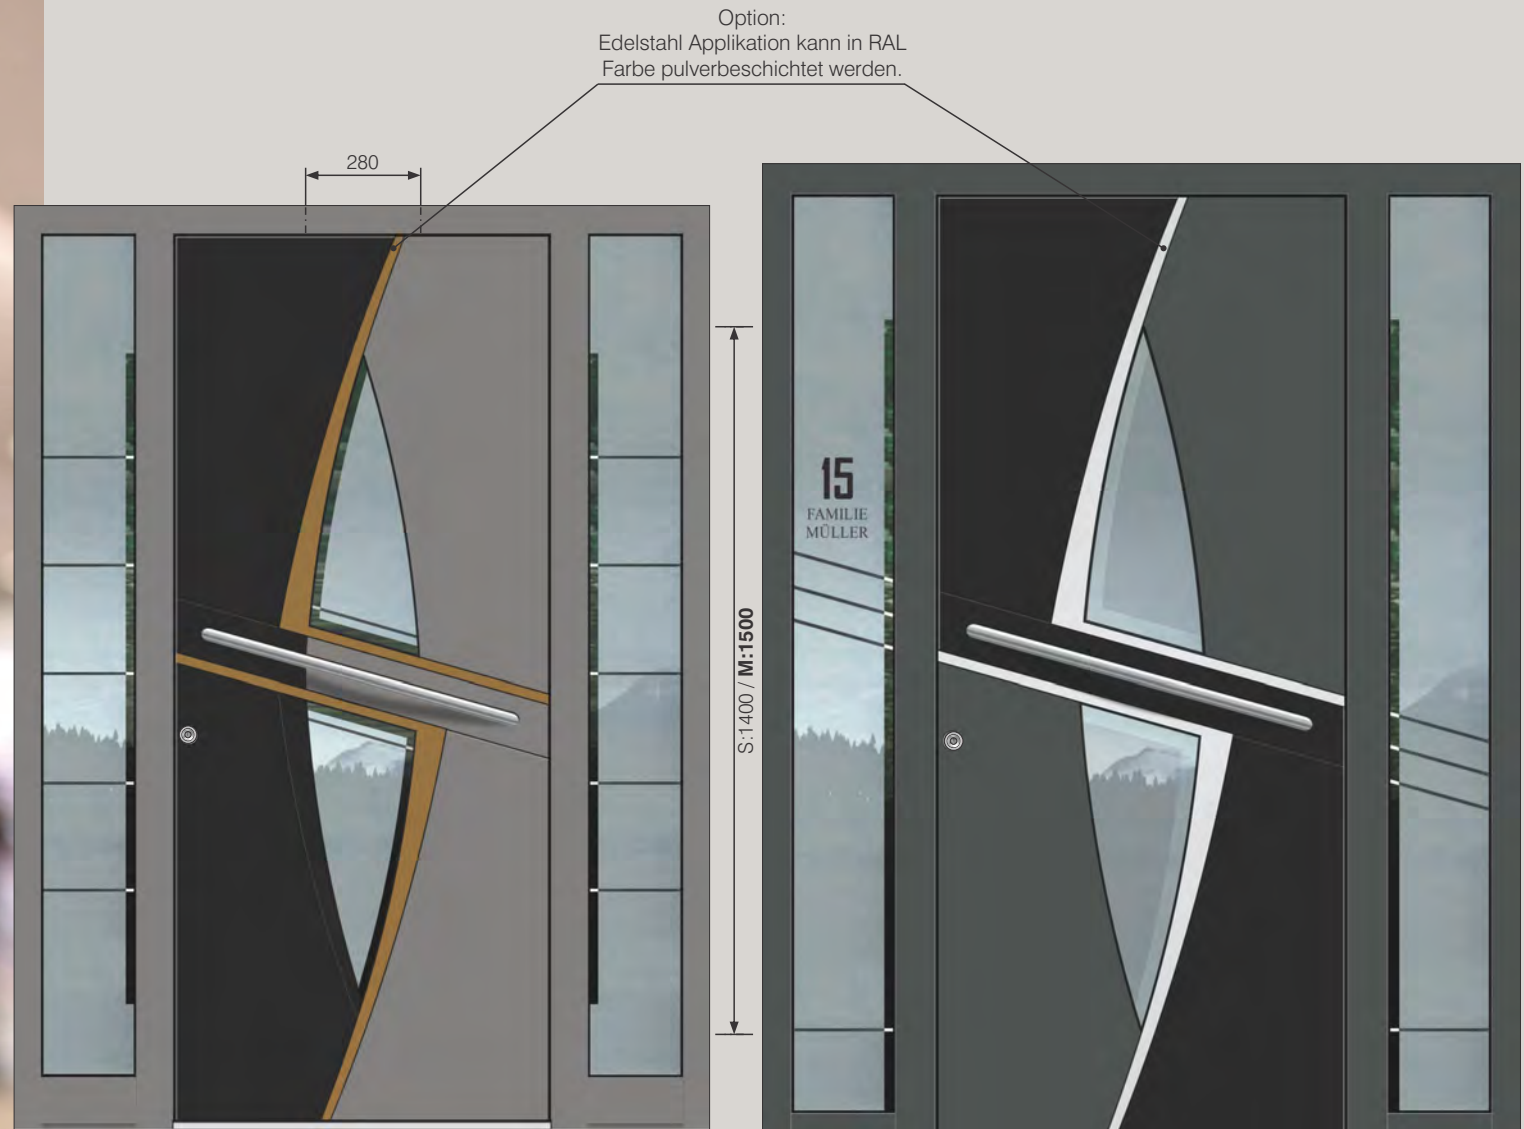 Option:
Edelstahl Applikation kann in RAL
Farbe pulverbeschichtet werden.
280
S:1400 / M:1500
15
FAMILIE
MÜLLER